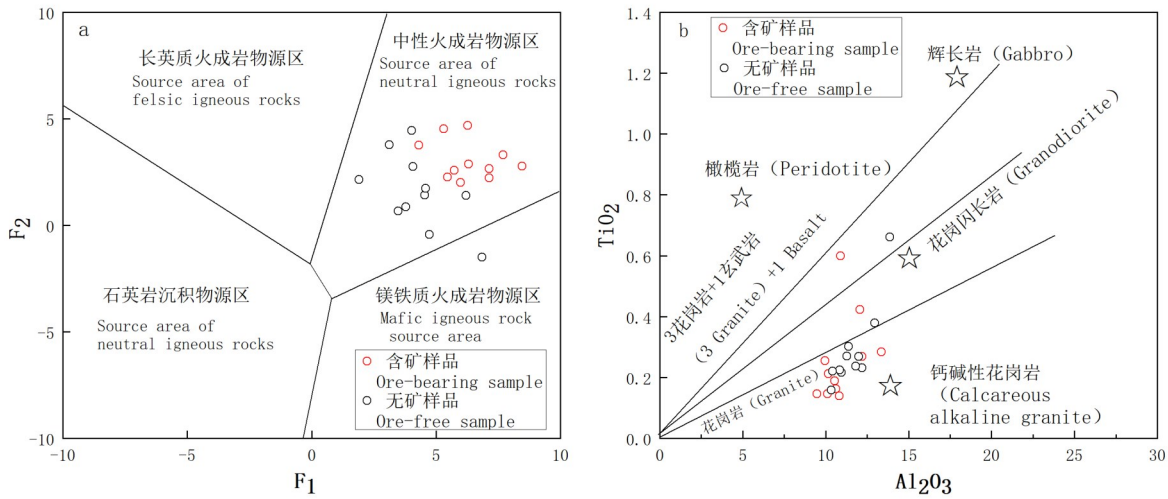 a
10
5
0
-5
-10
F2
长英质火成岩物源区
Source area of
felsic igneous rocks
中性火成岩物源区
Source area of
neutral igneous rocks
石英岩沉积物源区
Source area of
neutral igneous rocks
镁铁质火成岩物源区
Mafic igneous rock
source area
含矿样品
Ore-bearing sample
无矿样品
Ore-free sample
-10
-5
0
5
10
F1
b
1.4
1.2
1.0
0.8
0.6
0.4
0.2
0.0
TiO2
含矿样品
Ore-bearing sample
无矿样品
Ore-free sample
辉长岩（Gabbro）
橄榄岩（Peridotite）
3花岗岩+1玄武岩
(3 Granite) +1 Basalt
花岗闪长岩（Granodiorite）
花岗岩（Granite）
钙碱性花岗岩
（Calcareous
alkaline granite）
0
5
10
15
20
25
30
Al2O3